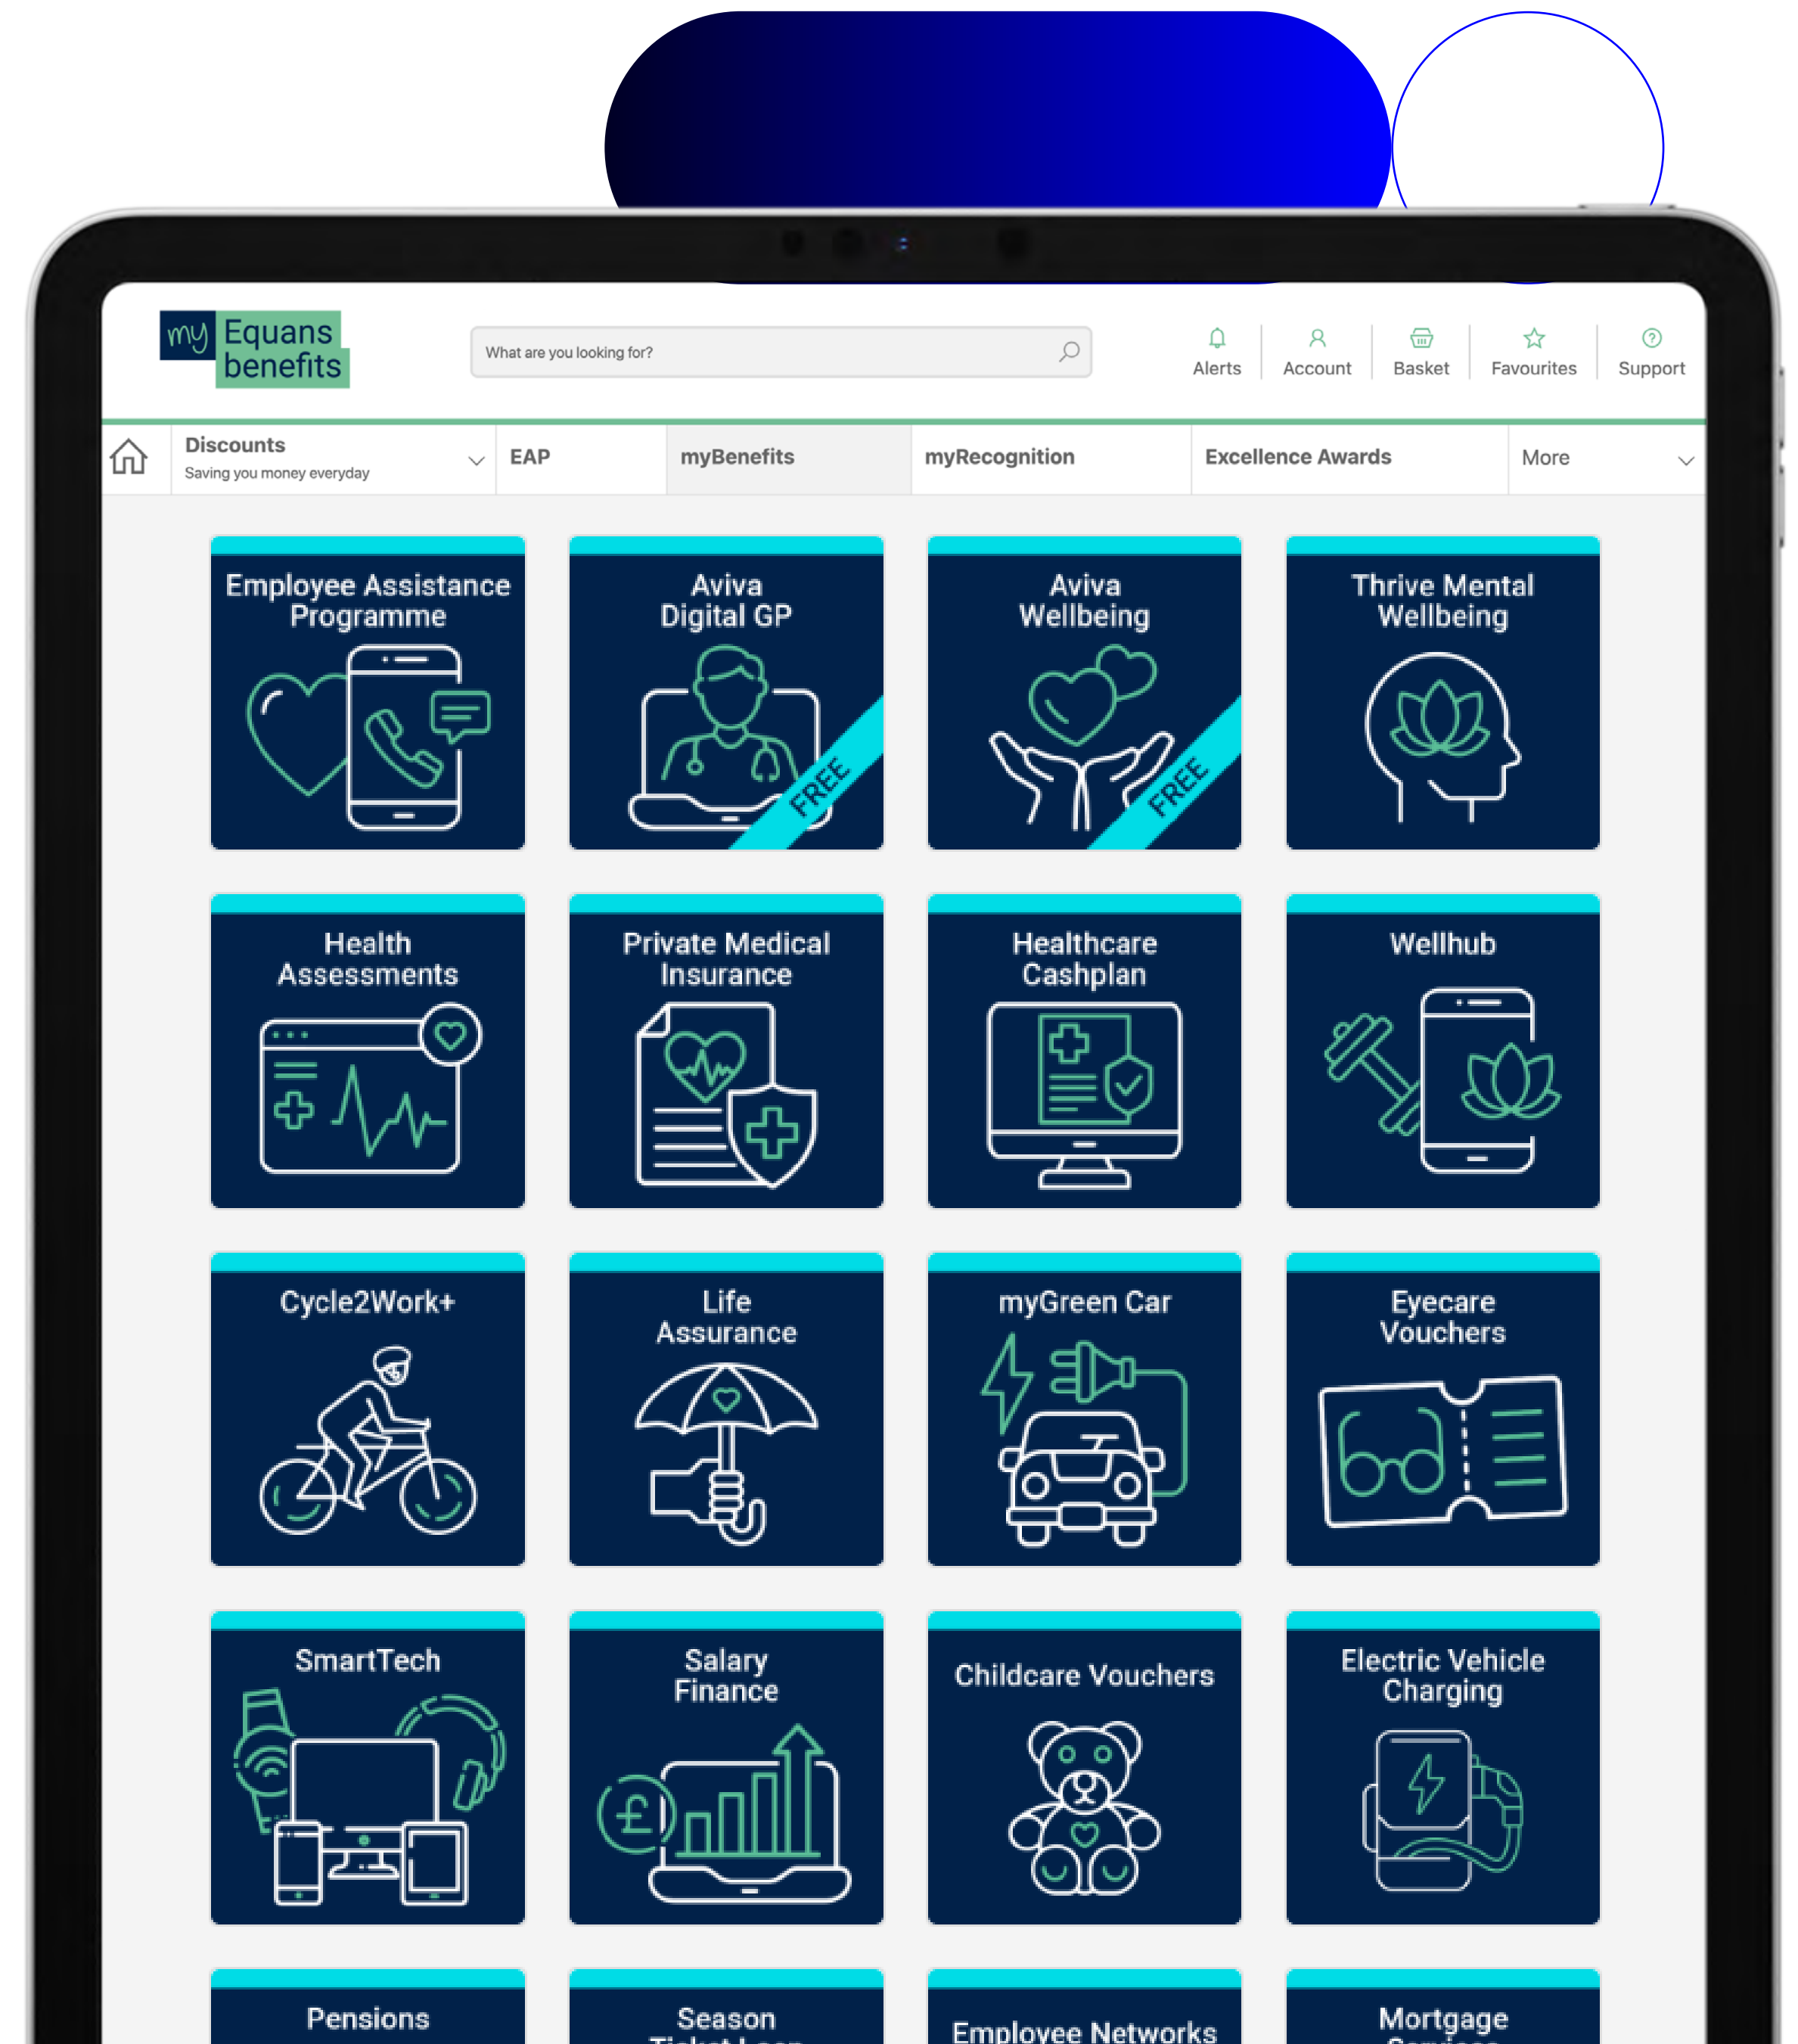 my Equans
benefits
What are you looking for?
Alerts
Account
Basket
Favourites
Support
Discounts
Saving you money everyday
EAP
myBenefits
myRecognition
Excellence Awards
More
Employee Assistance
Programme
Aviva
Digital GP
FREE
Aviva
Wellbeing
FREE
Thrive Mental
Wellbeing
Health
Assessments
Private Medical
Insurance
Healthcare
Cashplan
Wellhub
Cycle2Work+
Life
Assurance
myGreen Car
Eyecare
Vouchers
SmartTech
Salary
Finance
£
Childcare Vouchers
Electric Vehicle
Charging
Pensions
Season
Employee Networks
Mortgage